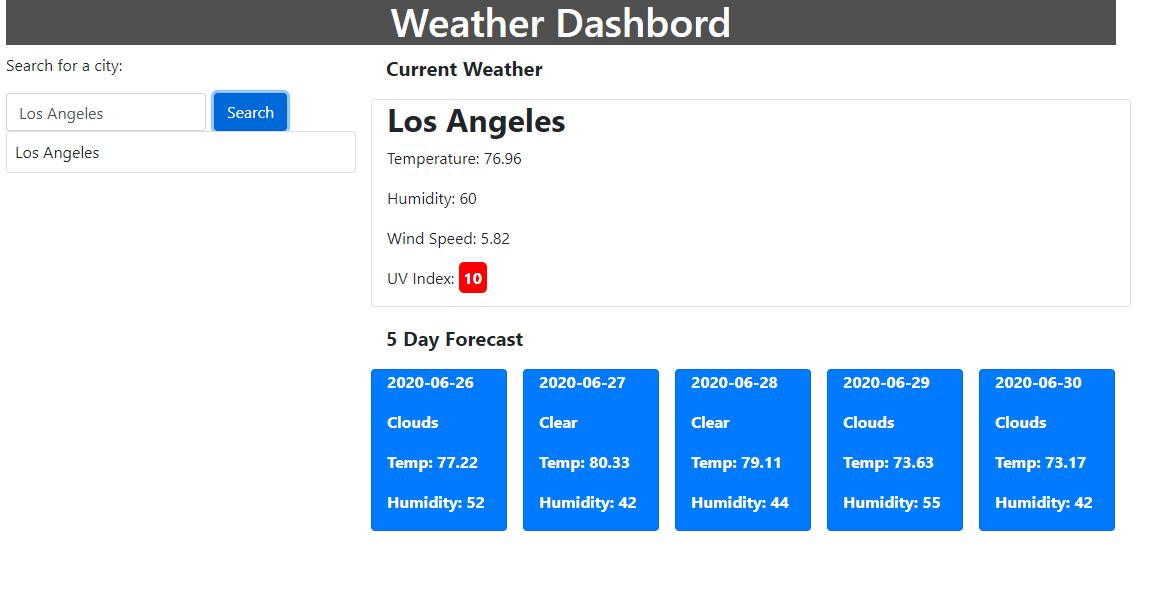 Weather Dashbord
Search for a city:
Los Angeles
Search
Los Angeles
Current Weather
Los Angeles
Temperature: 76.96
Humidity: 60
Wind Speed: 5.82
UV Index: 10
5 Day Forecast
2020-06-26
Clouds
Temp: 77.22
Humidity: 52
2020-06-27
Clear
Temp: 80.33
Humidity: 42
2020-06-28
Clear
Temp: 79.11
Humidity: 44
2020-06-29
Clouds
Temp: 73.63
Humidity: 55
2020-06-30
Clouds
Temp: 73.17
Humidity: 42